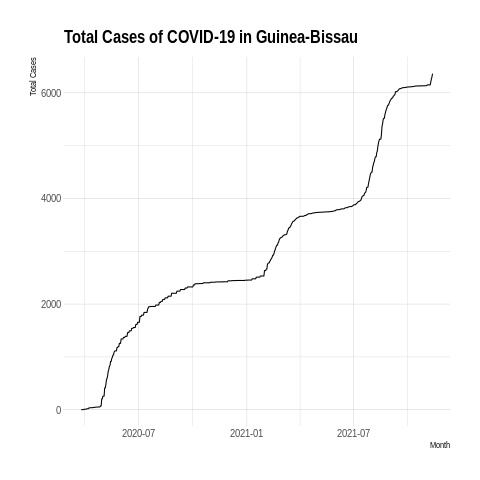 Total Cases of COVID-19 in Guinea-Bissau
Total Cases
6000
4000
2000
0
2020-07 2021-01 2021-07
Month